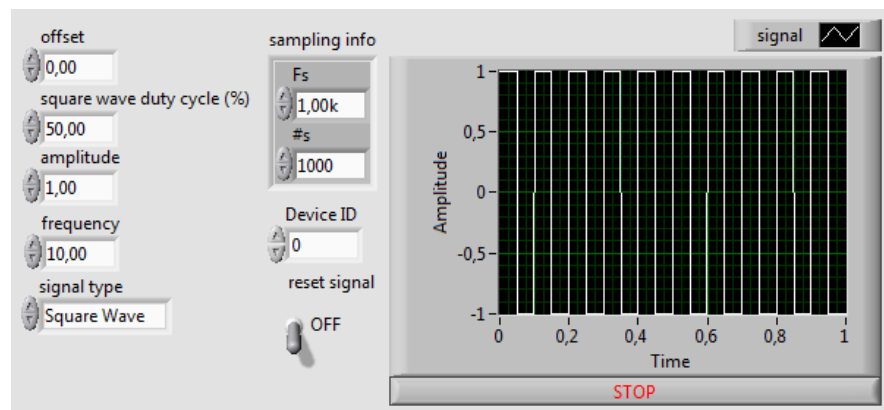 offset
0,00
square wave duty cycle (%)
50,00
amplitude
1,00
frequency
10,00
signal type
Square Wave
sampling info
Fs
1,00k
#s
1000
Device ID
0
reset signal
OFF
signal
Amplitude
1
0,5
0
-0,5
-1
0 0,2 0,4 0,6 0,8 1
Time
STOP